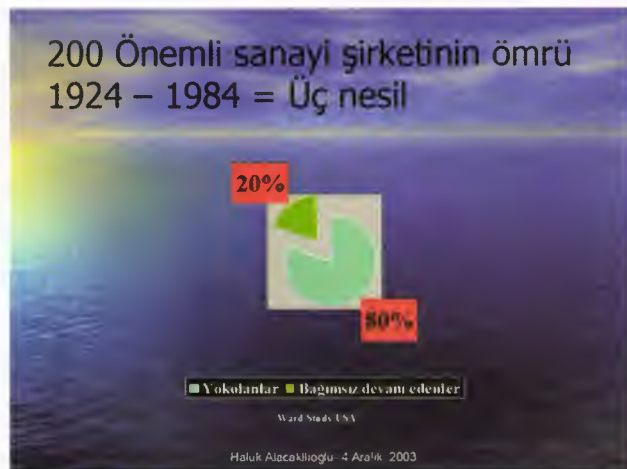 200 Önemli sanayi şirketinin ömrü
1924 – 1984 = Üç nesil
20%
80%
Yokolanlar Bağımsız devam edenler
Ward Study USA
Haluk Alacaklıoglu 4 Aralık 2003